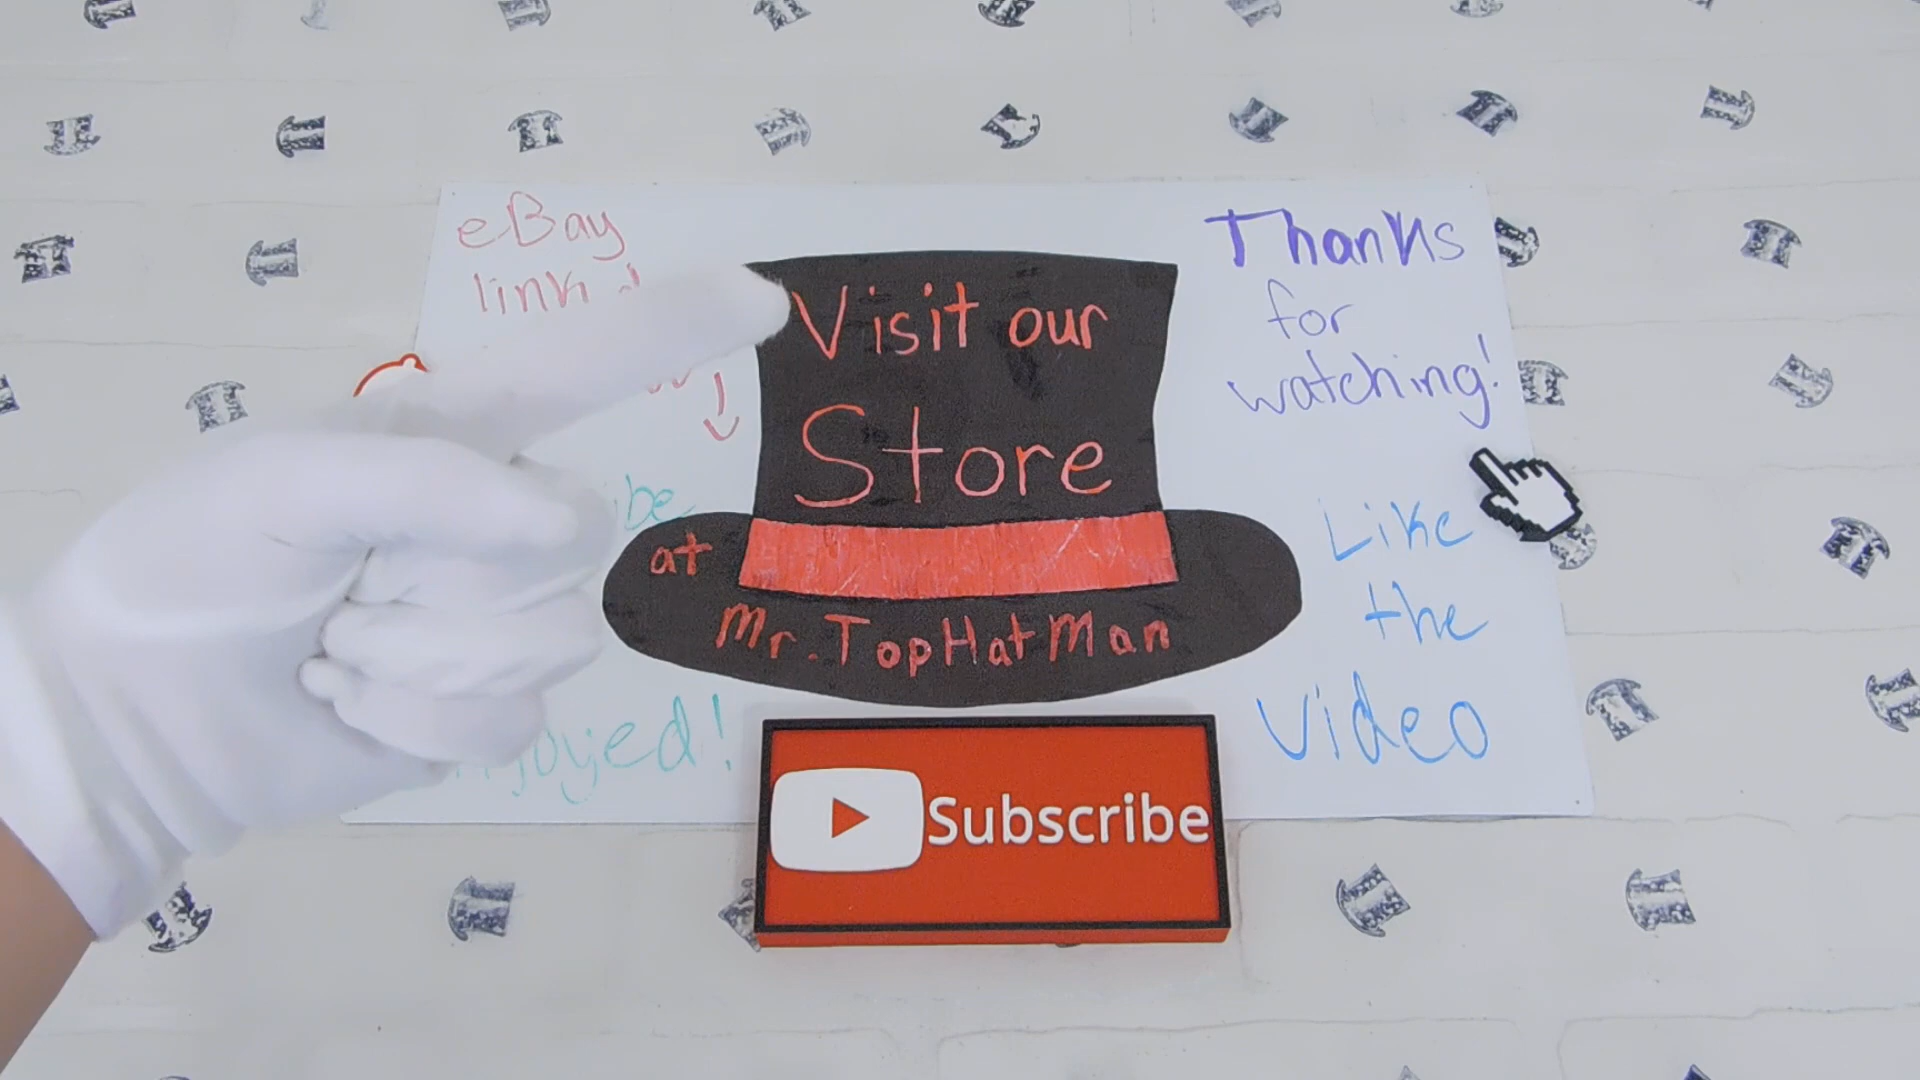 eBay
link
Visit our
Store
at
Mr. TopHatMan
Thanks
for
watching!
Like
the
Video
Subscribe